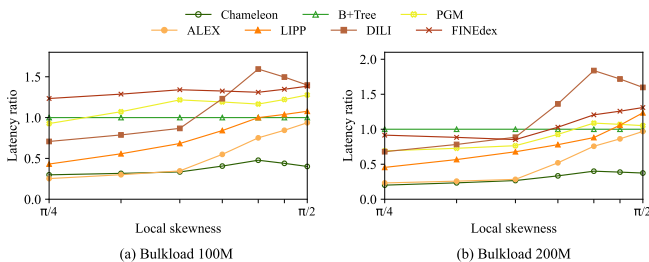 Chameleon B+Tree PGM
ALEX LIPP DILI FINEdex
Latency ratio
1.5
1.0
0.5
0.0
π/4 π/2
Local skewness
(a) Bulkload 100M
Latency ratio
2.0
1.5
1.0
0.5
0.0
π/4 π/2
Local skewness
(b) Bulkload 200M